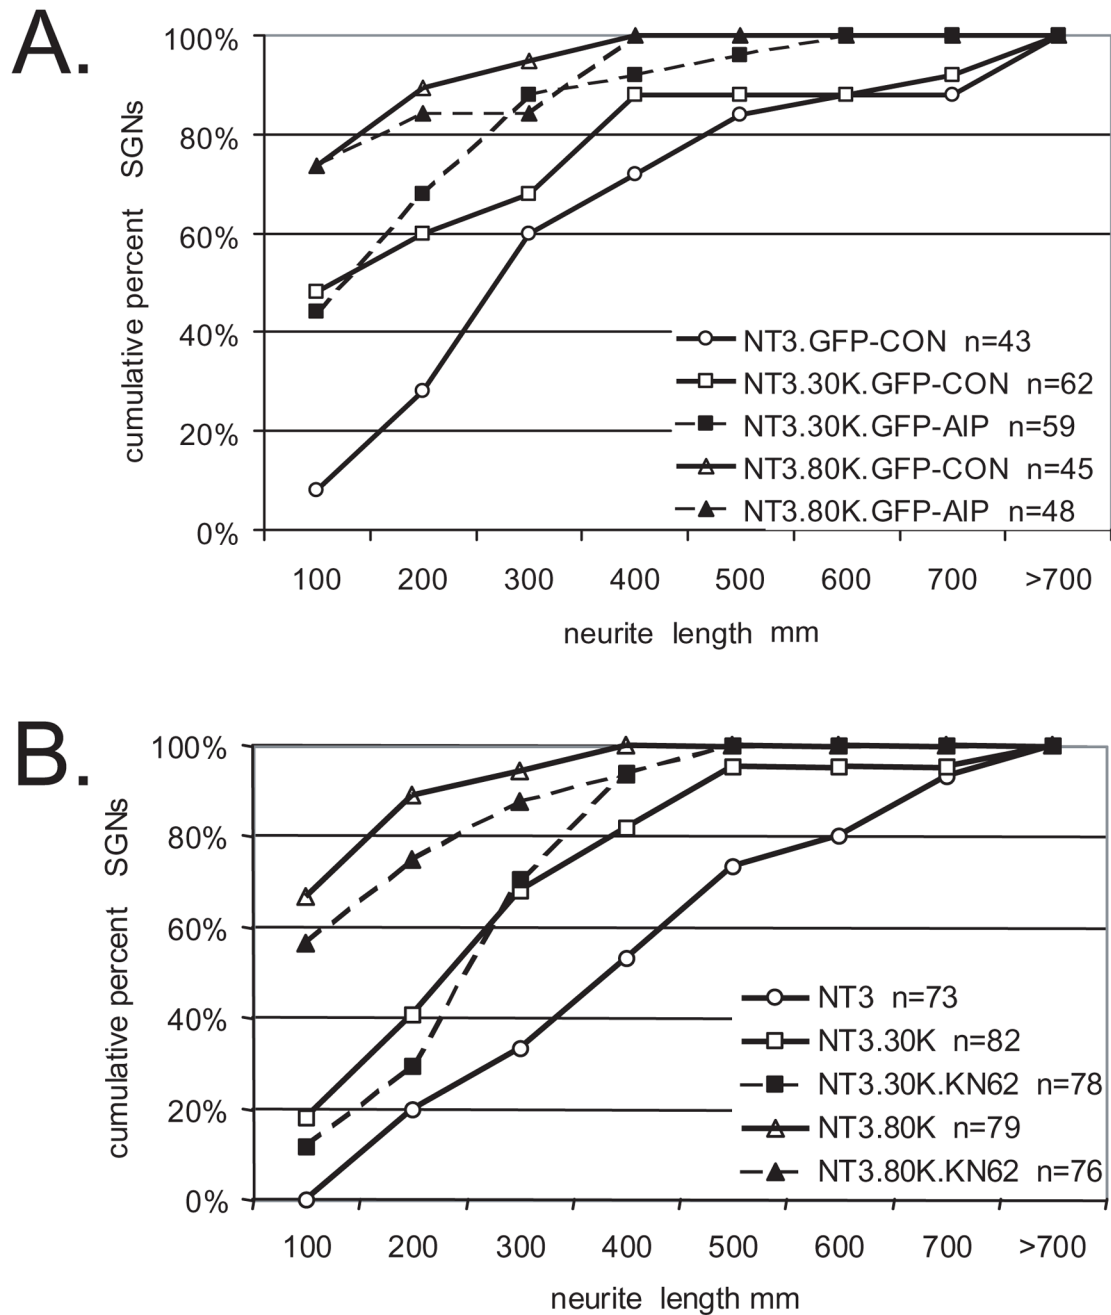 A.
100%
80%
60%
40%
20%
0%
cumulative percent SGNs
NT3.GFP-CON n=43
NT3.30K.GFP-CON n=62
NT3.30K.GFP-AIP n=59
NT3.80K.GFP-CON n=45
NT3.80K.GFP-AIP n=48
100 200 300 400 500 600 700 >700
neurite length mm
B.
100%
80%
60%
40%
20%
0%
cumulative percent SGNs
NT3 n=73
NT3.30K n=82
NT3.30K.KN62 n=78
NT3.80K n=79
NT3.80K.KN62 n=76
100 200 300 400 500 600 700 >700
neurite length mm